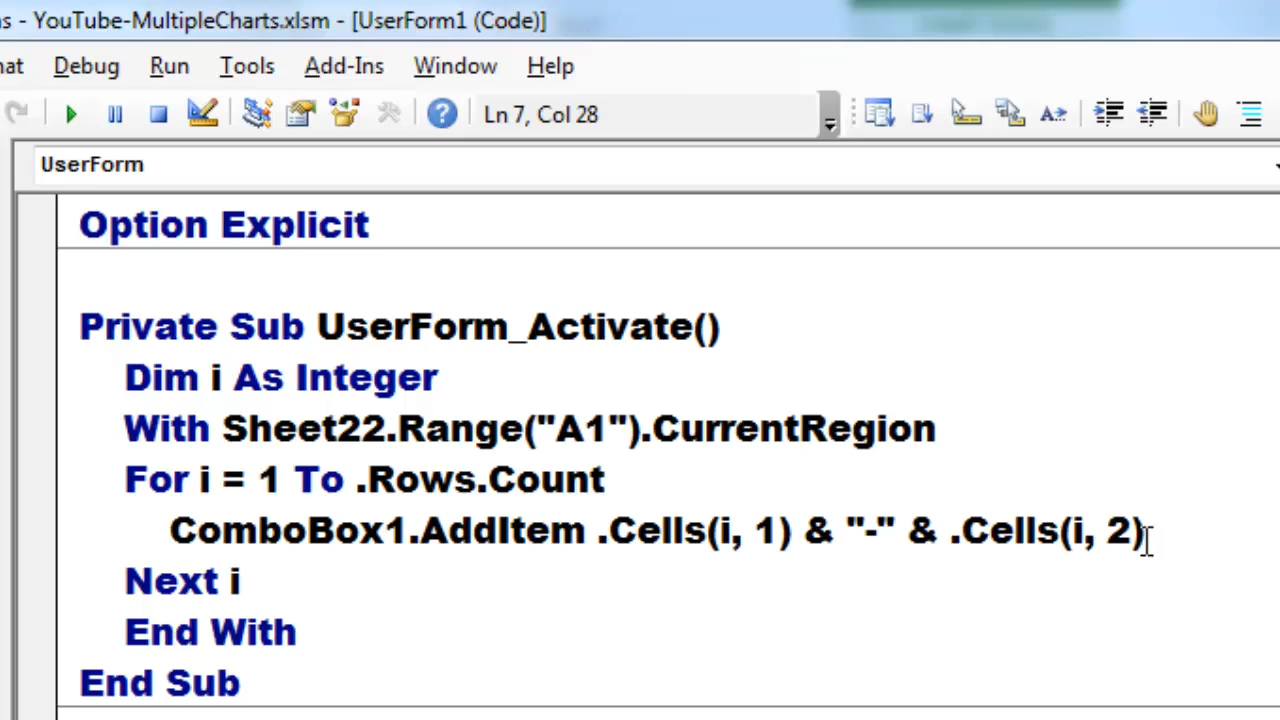 - YouTube-MultipleCharts.xlsm - [UserForm1 (Code)]
Debug Run Tools Add-Ins Window Help
Ln 7, Col 28
UserForm
Option Explicit
Private Sub UserForm_Activate()
Dim i As Integer
With Sheet22.Range("A1").CurrentRegion
For i = 1 To .Rows.Count
ComboBox1.AddItem .Cells(i, 1) & "-" & .Cells(i, 2)
Next i
End With
End Sub